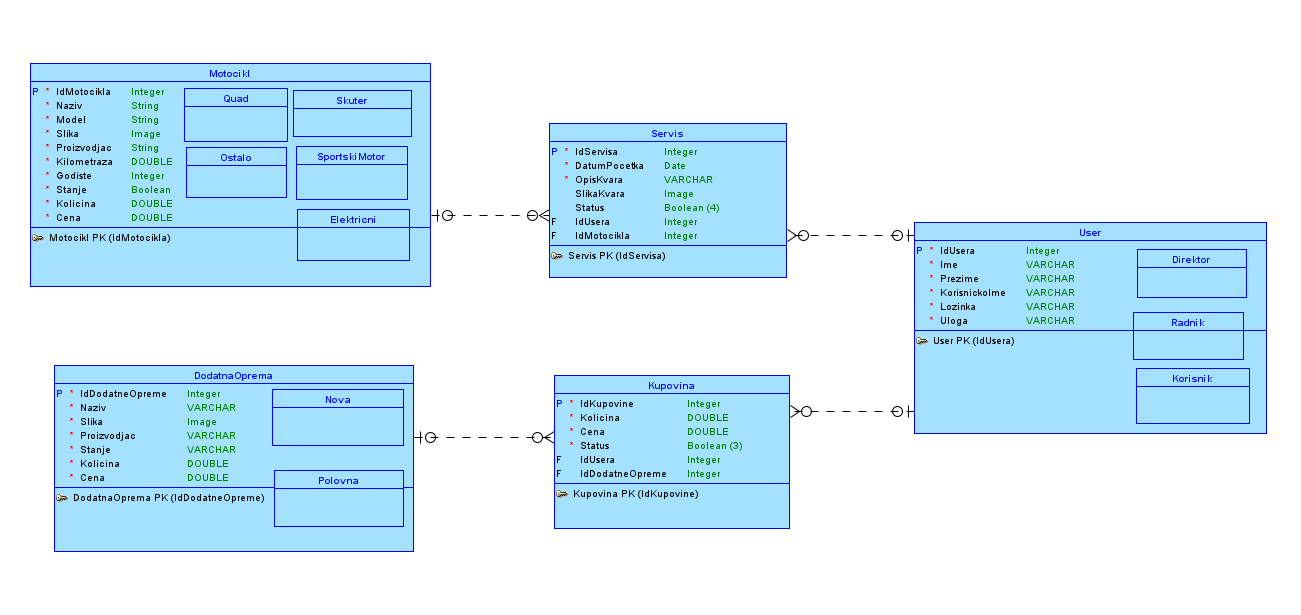 Motocikl
P * IdMotocikla Integer
* Naziv String
* Model String
* Slika Image
* Proizvodjac String
* Kilometraza DOUBLE
* Godiste Integer
* Stanje Boolean
* Kolicina DOUBLE
* Cena DOUBLE
Motocikl PK (IdMotocikla)
Quad
Skuter
Ostalo
SportskiMotor
Elektricni
Servis
P * IdServisa Integer
* DatumPocetka Date
* OpisKvara VARCHAR
SlikaKvara Image
Status Boolean (4)
F IdUsera Integer
F IdMotocikla Integer
Servis PK (IdServisa)
User
P * IdUsera Integer
* Ime VARCHAR
* Prezime VARCHAR
* KorisnickoIme VARCHAR
* Lozinka VARCHAR
* Uloga VARCHAR
User PK (IdUsera)
Direktor
Radnik
Korisnik
DodatnaOprema
P * IdDodatneOpreme Integer
* Naziv VARCHAR
* Slika Image
* Proizvodjac VARCHAR
* Stanje VARCHAR
* Kolicina DOUBLE
* Cena DOUBLE
DodatnaOprema PK (IdDodatneOpreme)
Nova
Polovna
Kupovina
P * IdKupovine Integer
* Kolicina DOUBLE
* Cena DOUBLE
* Status Boolean (3)
F IdUsera Integer
F IdDodatneOpreme Integer
Kupovina PK (IdKupovine)